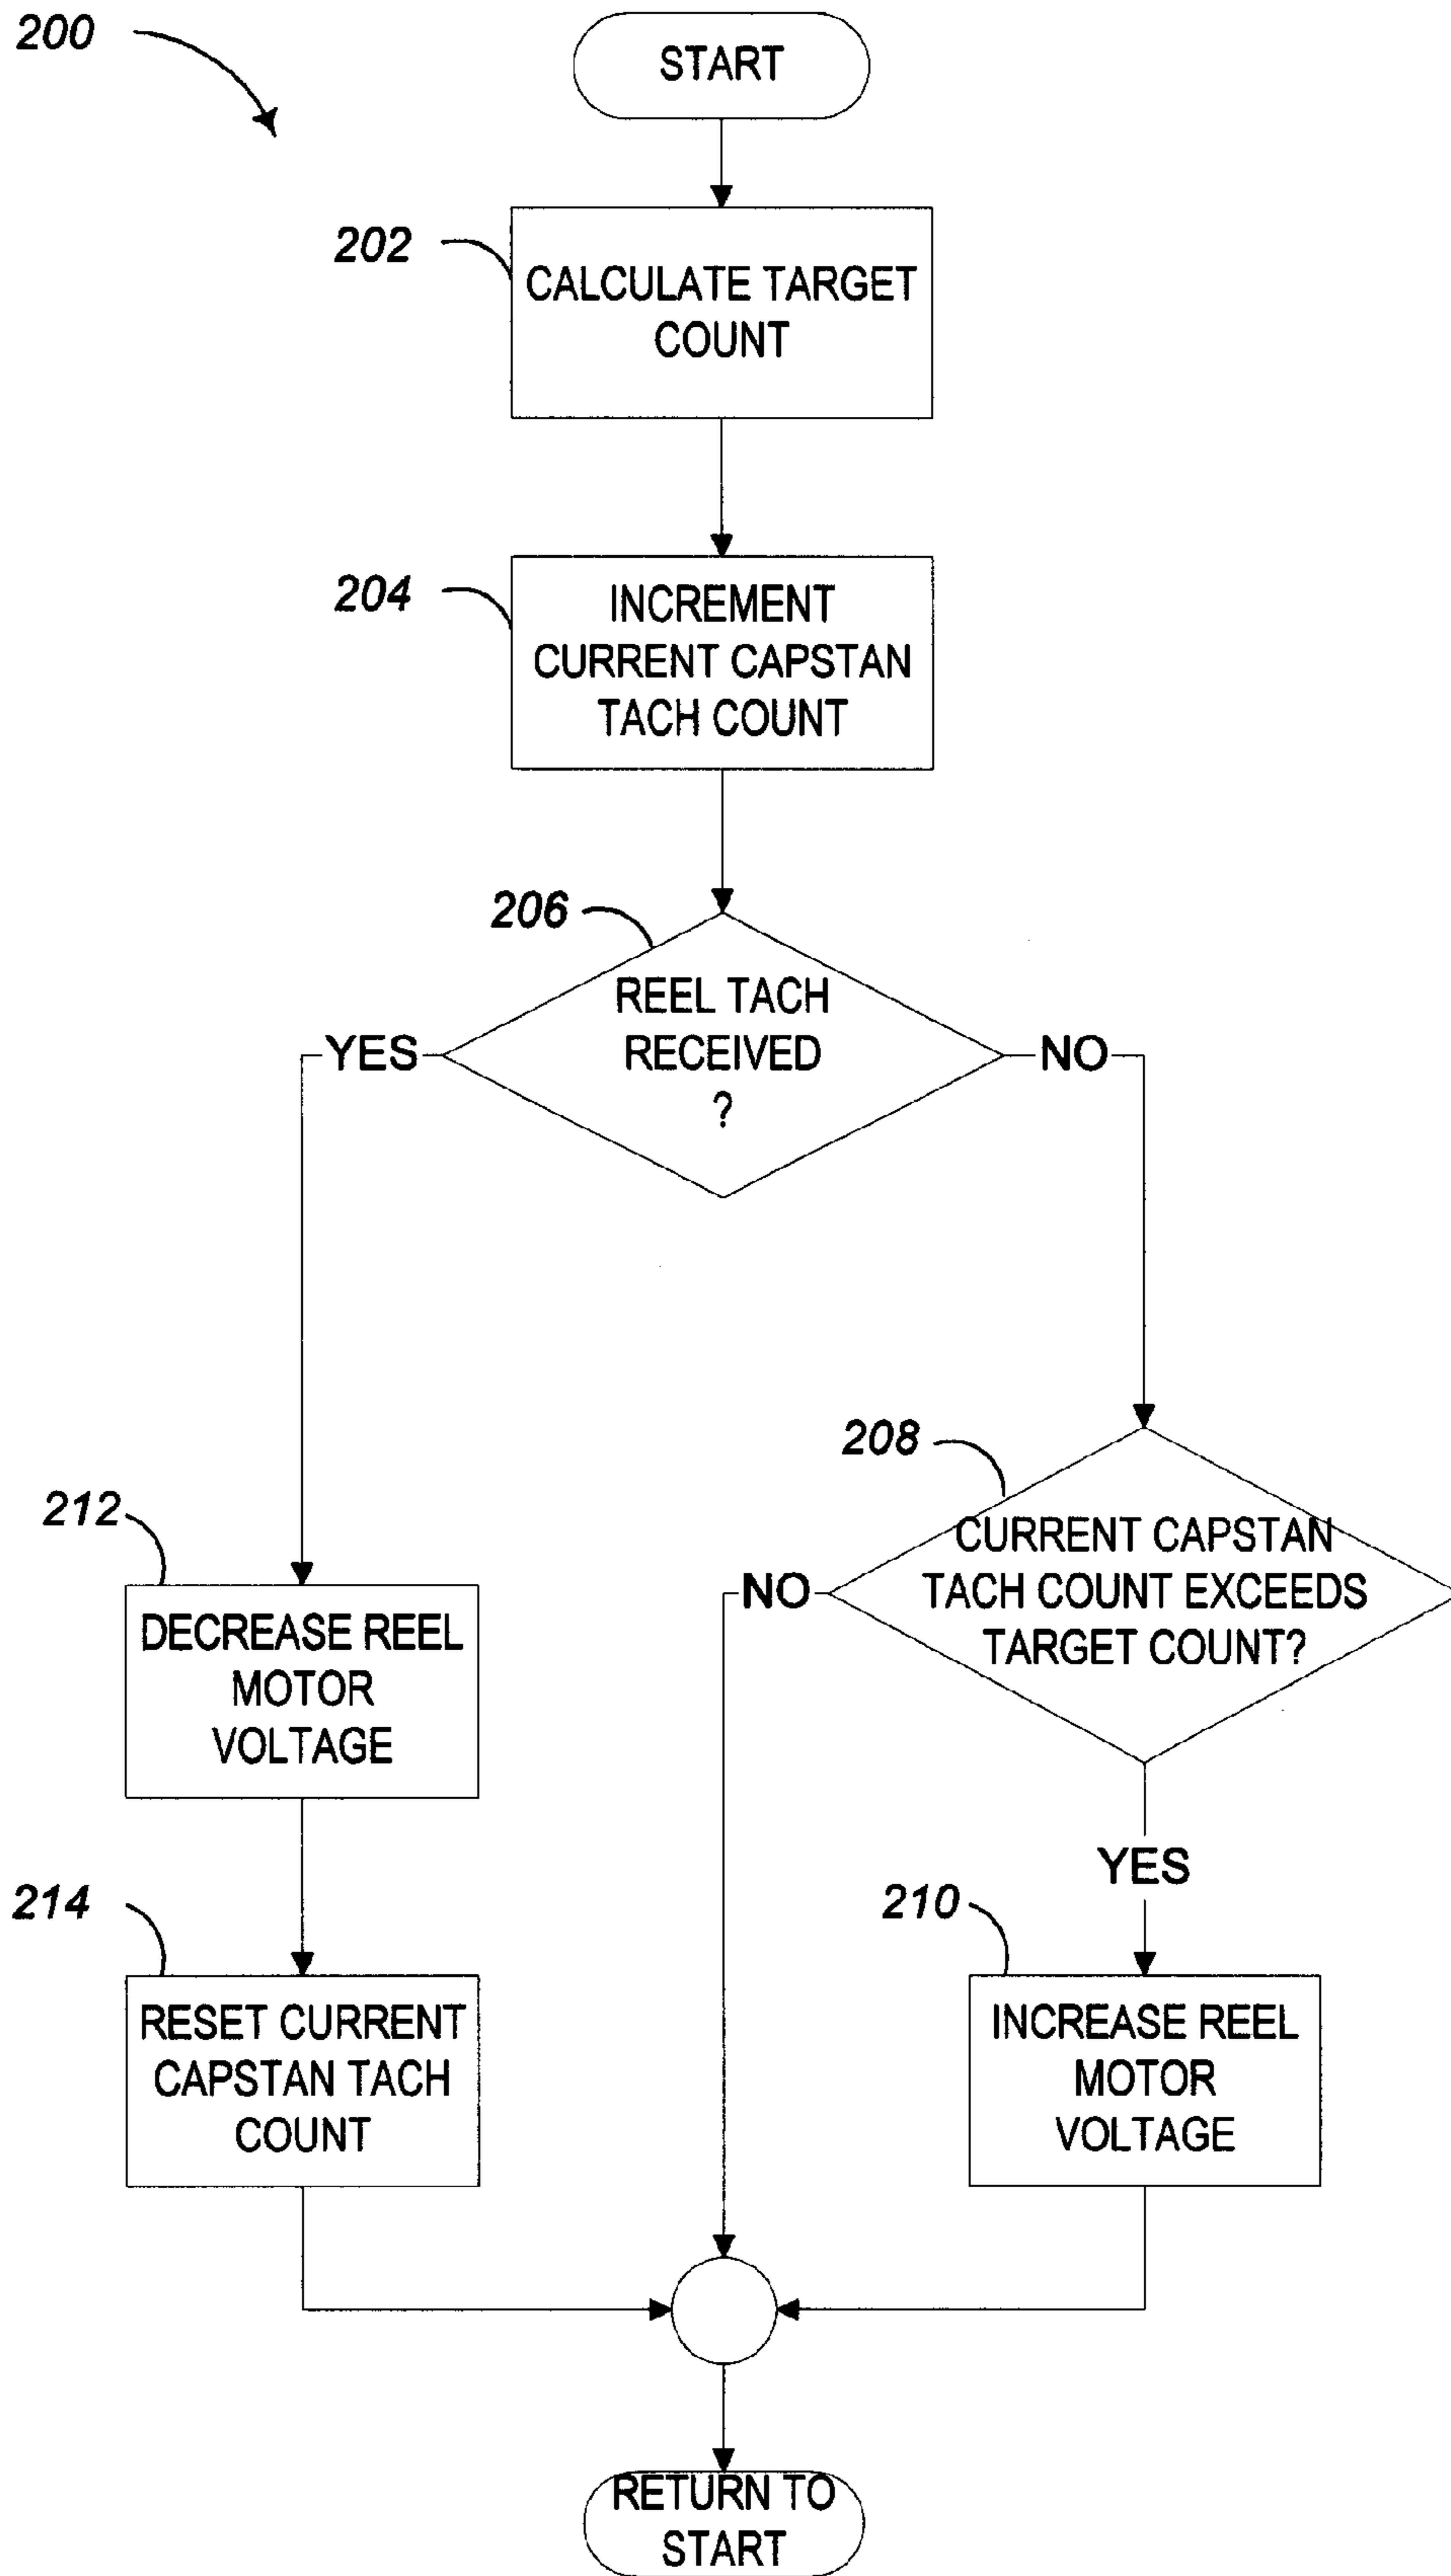 200
START
202
CALCULATE TARGET
COUNT
204
INCREMENT
CURRENT CAPSTAN
TACH COUNT
206
REEL TACH
RECEIVED
?
YES
NO
208
CURRENT CAPSTAN
TACH COUNT EXCEEDS
TARGET COUNT?
NO
YES
212
DECREASE REEL
MOTOR
VOLTAGE
214
RESET CURRENT
CAPSTAN TACH
COUNT
210
INCREASE REEL
MOTOR
VOLTAGE
RETURN TO
START